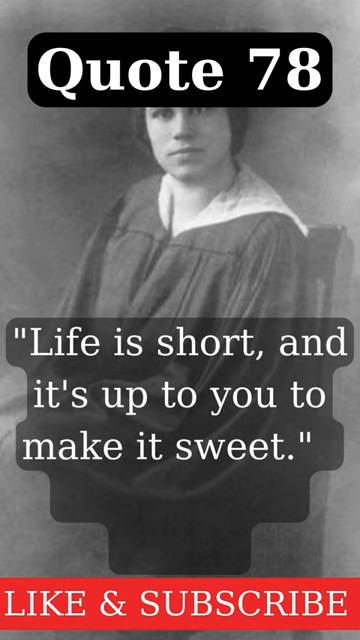 Quote 78
"Life is short, and
it's up to you to
make it sweet."
LIKE & SUBSCRIBE